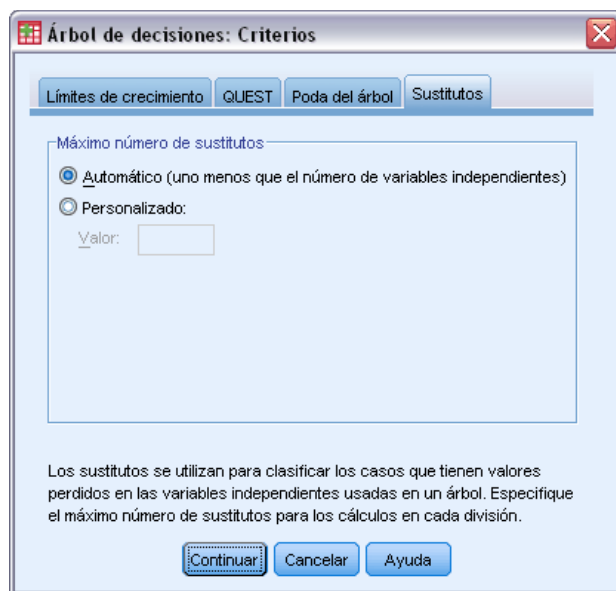 Árbol de decisiones: Criterios
Límites de crecimiento QUEST Poda del árbol Sustitutos
Máximo número de sustitutos
Automático (uno menos que el número de variables independientes)
Personalizado:
Valor:
Los sustitutos se utilizan para clasificar los casos que tienen valores
perdidos en las variables independientes usadas en un árbol. Especifique
el máximo número de sustitutos para los cálculos en cada división.
Continuar Cancelar Ayuda